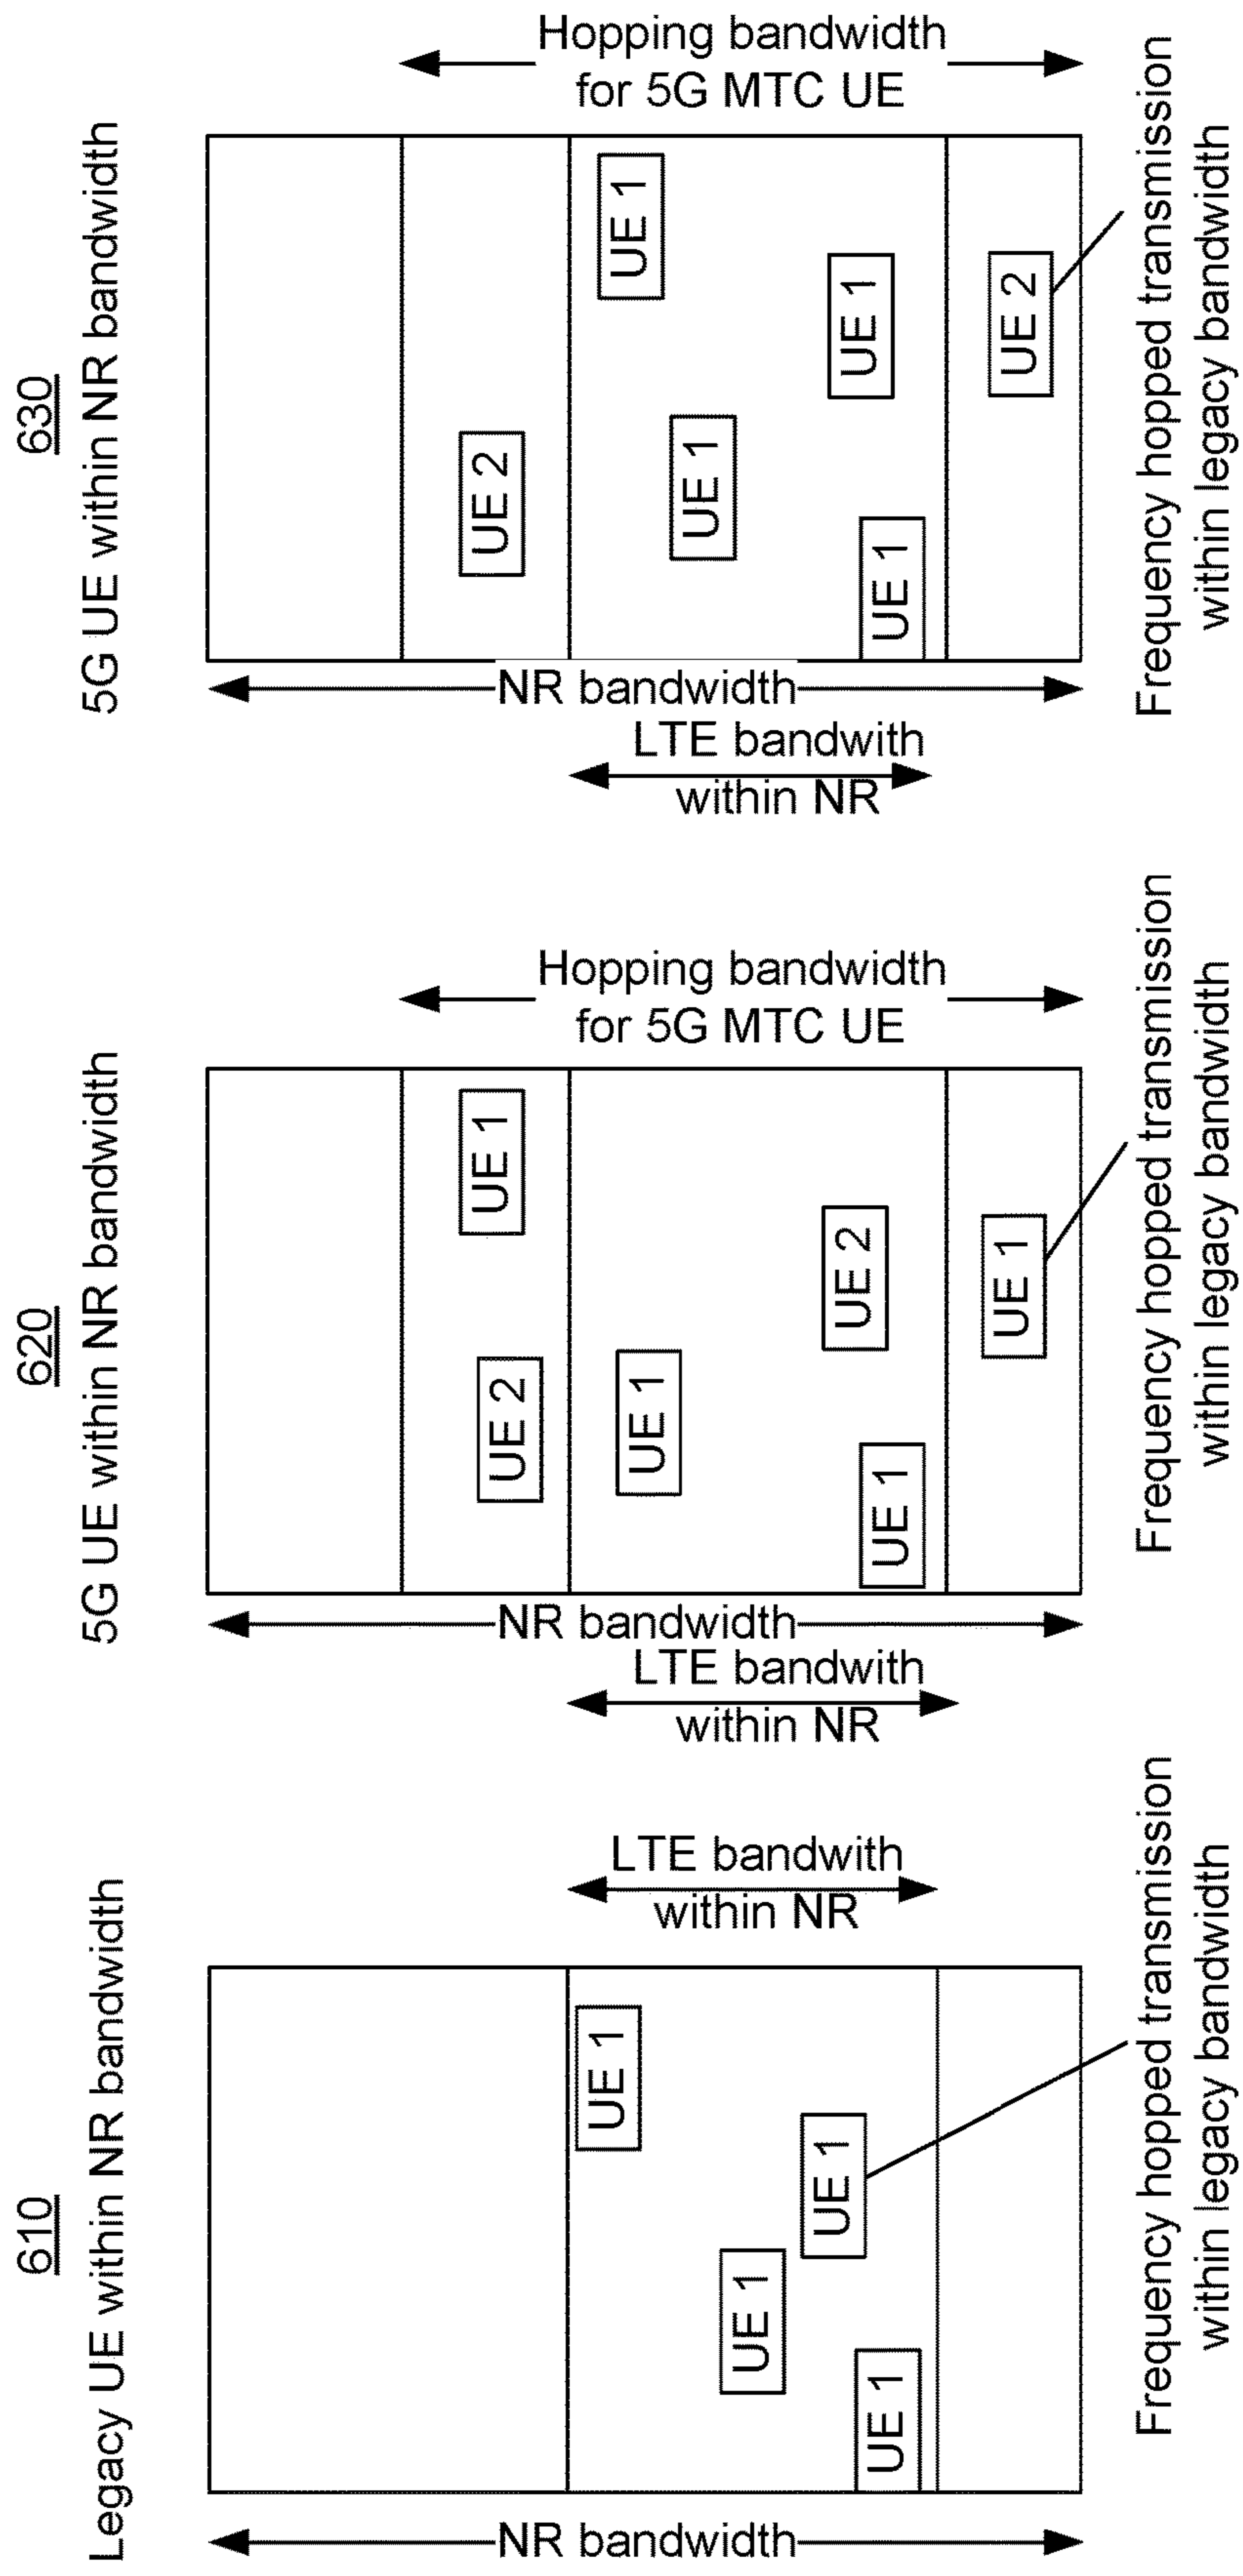 610
Legacy UE within NR bandwidth
NR bandwidth
UE 1
UE 1
UE 1
UE 1
LTE bandwith
within NR
Frequency hopped transmission
within legacy bandwidth
620
5G UE within NR bandwidth
LTE bandwith
within NR
NR bandwidth
UE 2
UE 1
UE 1
UE 1
UE 2
UE 1
Hopping bandwidth
for 5G MTC UE
Frequency hopped transmission
within legacy bandwidth
630
5G UE within NR bandwidth
LTE bandwith
within NR
NR bandwidth
UE 2
UE 1
UE 1
UE 1
UE 1
UE 2
Hopping bandwidth
for 5G MTC UE
Frequency hopped transmission
within legacy bandwidth